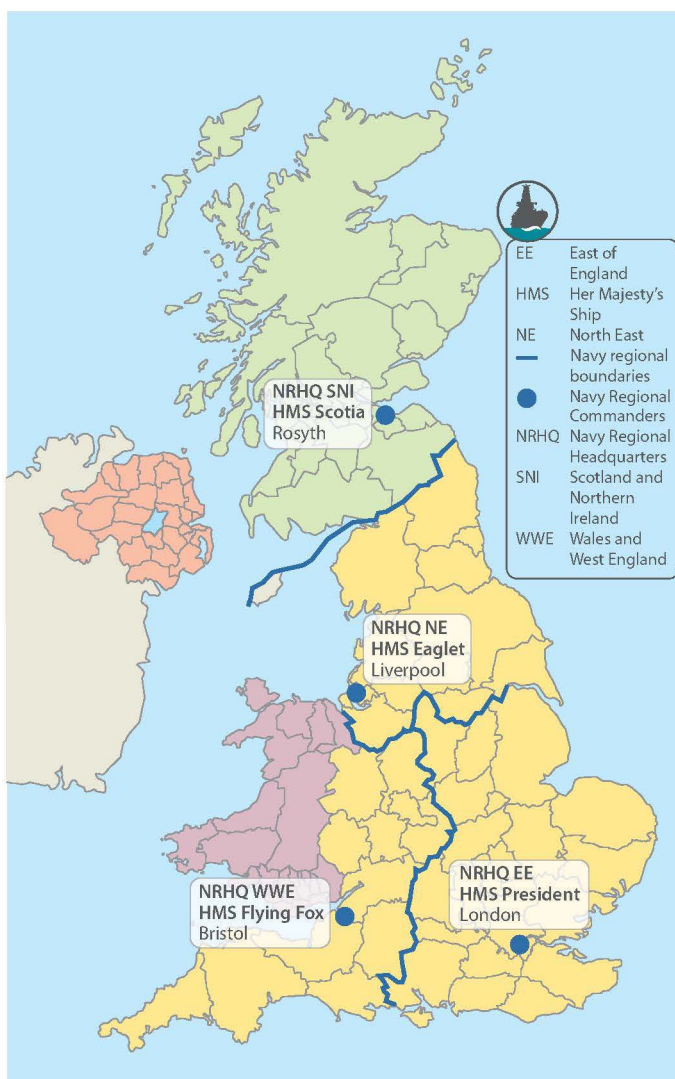 EE East of
England
HMS Her Majesty's
Ship
NE North East
Navy regional
boundaries
Navy Regional
Commanders
NRHQ Navy Regional
Headquarters
SNI Scotland and
Northern
Ireland
WWE Wales and
West England
NRHQ SNI
HMS Scotia
Rosyth
NRHQ NE
HMS Eaglet
Liverpool
NRHQ WWE
HMS Flying Fox
Bristol
NRHQ EE
HMS President
London